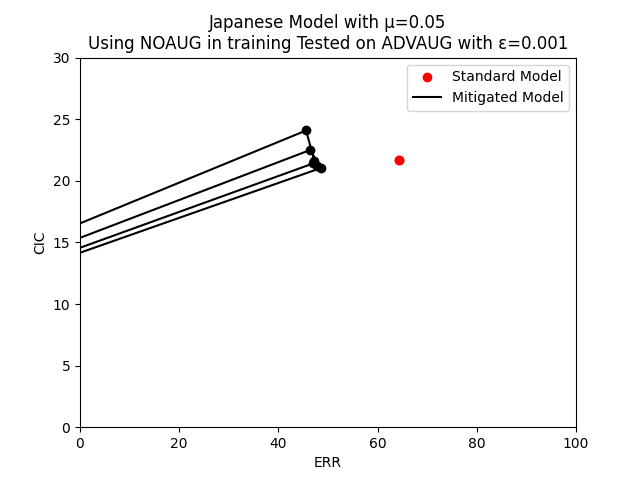 Japanese Model with μ=0.05
Using NOAUG in training Tested on ADVAUG with ε=0.001
30
25
20
15
10
5
0
CIC
Standard Model
Mitigated Model
0 20 40 60 80 100
ERR